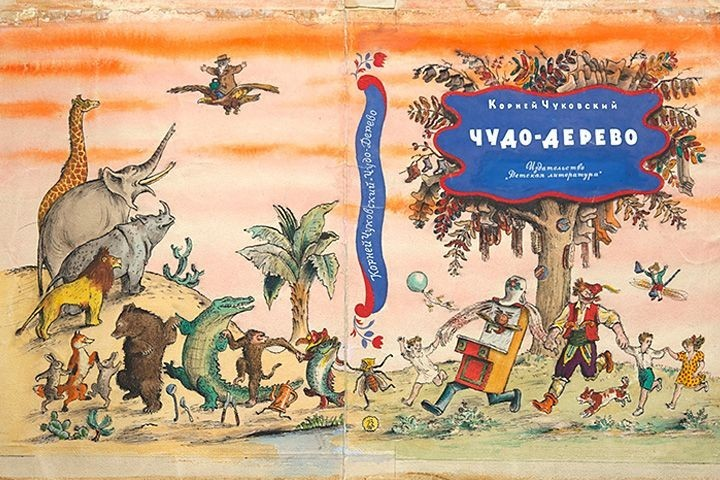 Корней Чуковский
ЧУДО-ДЕРЕВО
Издательство
„Детская литература“
Корней Чуковский·Чудо-Дерево